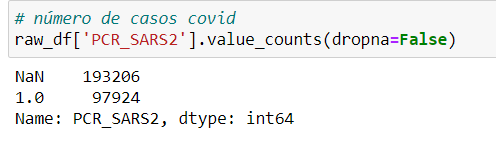 # número de casos covid
raw_df['PCR_SARS2'].value_counts(dropna=False)
NaN    193206
1.0     97924
Name: PCR_SARS2, dtype: int64